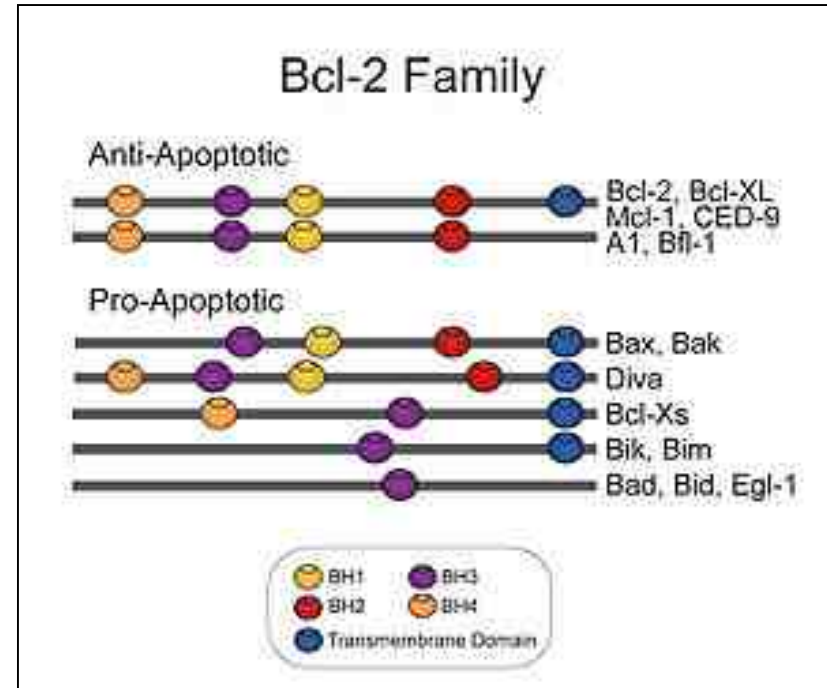 Bcl-2 Family
Anti-Apoptotic
Bcl-2, Bcl-XL
Mcl-1, CED-9
A1, Bfl-1
Pro-Apoptotic
Bax, Bak
Diva
Bcl-Xs
Bik, Bim
Bad, Bid, Egl-1
BH1 BH3
BH2 BH4
Transmembrane Domain